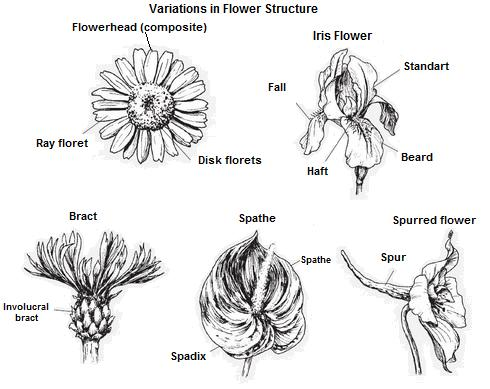 Variations in Flower Structure
Flowerhead (composite)
Ray floret
Disk florets
Iris Flower
Standart
Fall
Haft
Beard
Bract
Involucral
bract
Spathe
Spathe
Spadix
Spurred flower
Spur